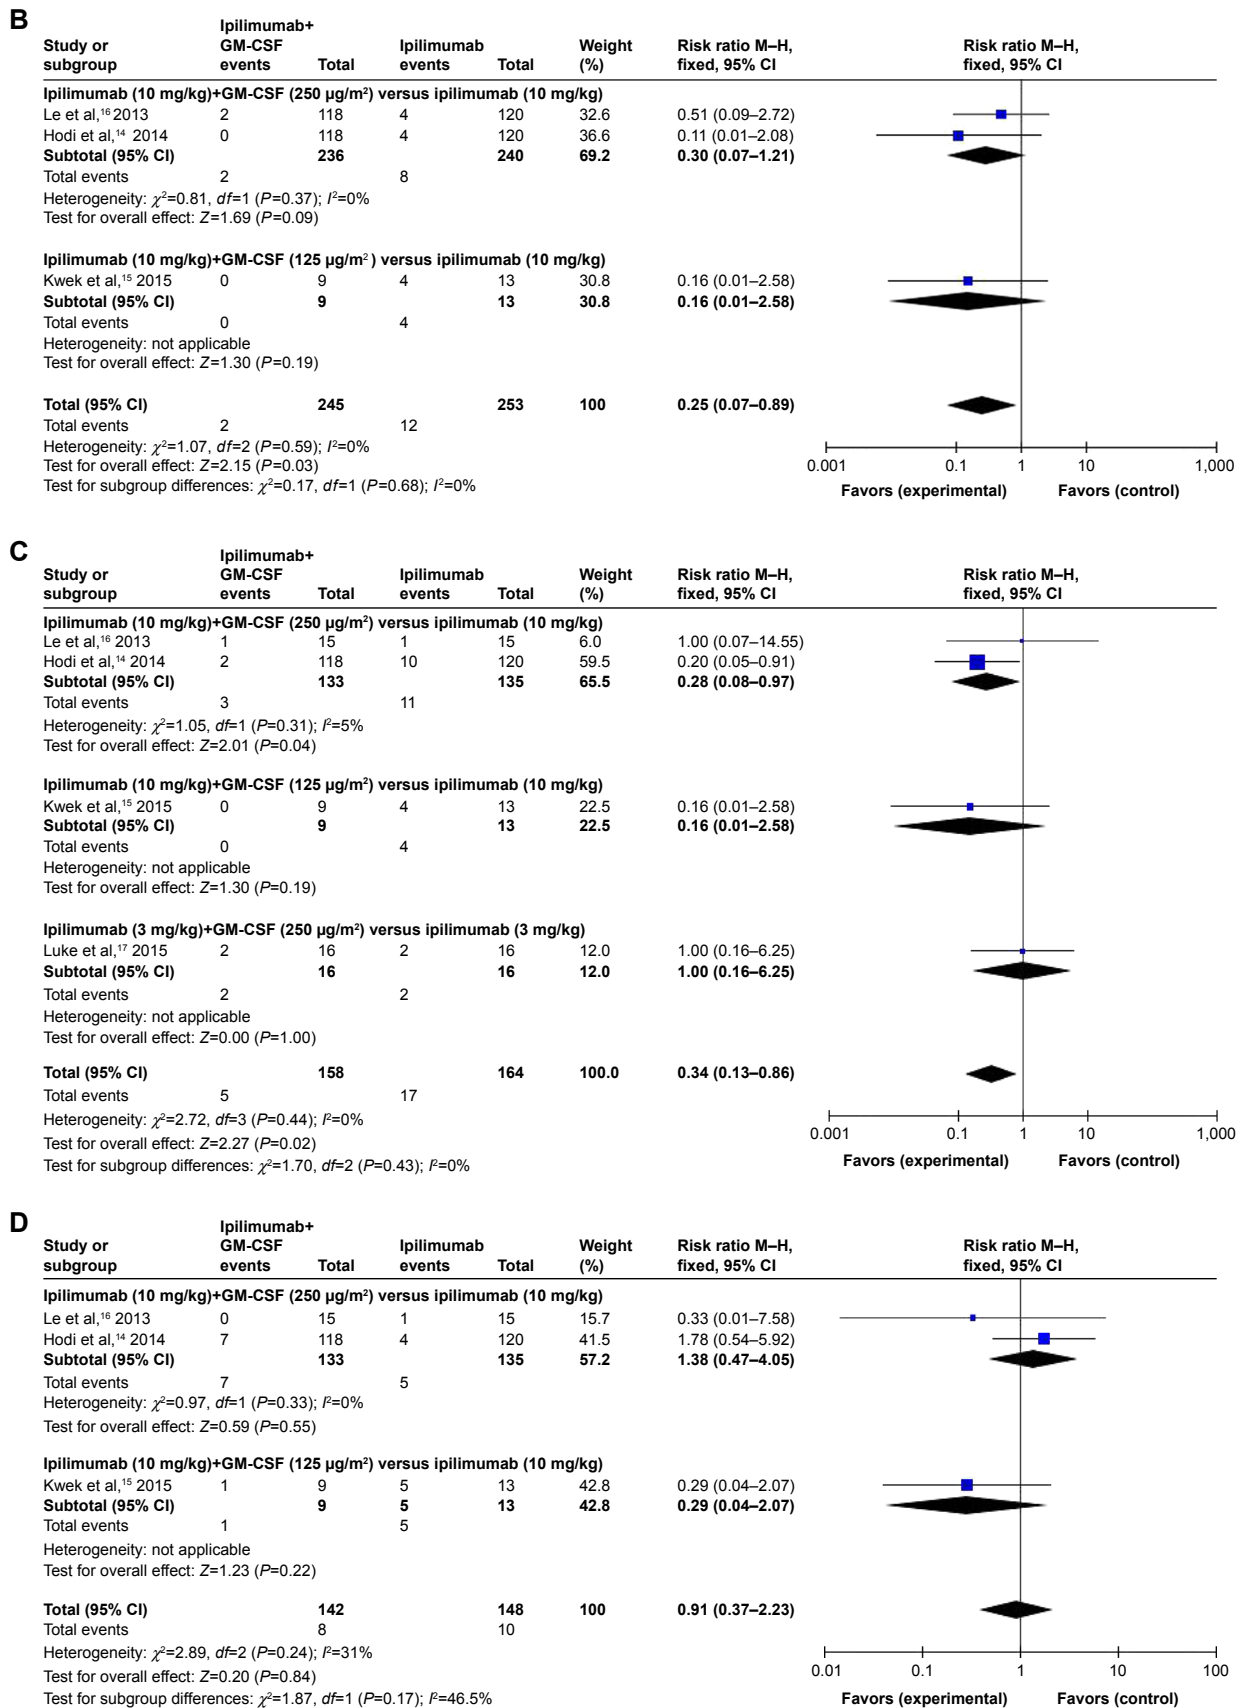 B
Ipilimumab+
Study or GM-CSF Ipilimumab Weight Risk ratio M–H, Risk ratio M–H,
subgroup events Total events Total (%) fixed, 95% CI fixed, 95% CI
Ipilimumab (10 mg/kg)+GM-CSF (250 µg/m²) versus ipilimumab (10 mg/kg)
Le et al,¹⁶ 2013 2 118 4 120 32.6 0.51 (0.09–2.72)
Hodi et al,¹⁴ 2014 0 118 4 120 36.6 0.11 (0.01–2.08)
Subtotal (95% CI) 236 240 69.2 0.30 (0.07–1.21)
Total events 2 8
Heterogeneity: χ²=0.81, df=1 (P=0.37); I²=0%
Test for overall effect: Z=1.69 (P=0.09)
Ipilimumab (10 mg/kg)+GM-CSF (125 µg/m²) versus ipilimumab (10 mg/kg)
Kwek et al,¹⁵ 2015 0 9 4 13 30.8 0.16 (0.01–2.58)
Subtotal (95% CI) 9 13 30.8 0.16 (0.01–2.58)
Total events 0 4
Heterogeneity: not applicable
Test for overall effect: Z=1.30 (P=0.19)
Total (95% CI) 245 253 100 0.25 (0.07–0.89)
Total events 2 12
Heterogeneity: χ²=1.07, df=2 (P=0.59); I²=0%
Test for overall effect: Z=2.15 (P=0.03)
Test for subgroup differences: χ²=0.17, df=1 (P=0.68); I²=0%
0.001 0.1 1 10 1,000
Favors (experimental) Favors (control)
C
Ipilimumab+
Study or GM-CSF Ipilimumab Weight Risk ratio M–H, Risk ratio M–H,
subgroup events Total events Total (%) fixed, 95% CI fixed, 95% CI
Ipilimumab (10 mg/kg)+GM-CSF (250 µg/m²) versus ipilimumab (10 mg/kg)
Le et al,¹⁶ 2013 1 15 1 15 6.0 1.00 (0.07–14.55)
Hodi et al,¹⁴ 2014 2 118 10 120 59.5 0.20 (0.05–0.91)
Subtotal (95% CI) 133 135 65.5 0.28 (0.08–0.97)
Total events 3 11
Heterogeneity: χ²=1.05, df=1 (P=0.31); I²=5%
Test for overall effect: Z=2.01 (P=0.04)
Ipilimumab (10 mg/kg)+GM-CSF (125 µg/m²) versus ipilimumab (10 mg/kg)
Kwek et al,¹⁵ 2015 0 9 4 13 22.5 0.16 (0.01–2.58)
Subtotal (95% CI) 9 13 22.5 0.16 (0.01–2.58)
Total events 0 4
Heterogeneity: not applicable
Test for overall effect: Z=1.30 (P=0.19)
Ipilimumab (3 mg/kg)+GM-CSF (250 µg/m²) versus ipilimumab (3 mg/kg)
Luke et al,¹⁷ 2015 2 16 2 16 12.0 1.00 (0.16–6.25)
Subtotal (95% CI) 16 16 12.0 1.00 (0.16–6.25)
Total events 2 2
Heterogeneity: not applicable
Test for overall effect: Z=0.00 (P=1.00)
Total (95% CI) 158 164 100.0 0.34 (0.13–0.86)
Total events 5 17
Heterogeneity: χ²=2.72, df=3 (P=0.44); I²=0%
Test for overall effect: Z=2.27 (P=0.02)
Test for subgroup differences: χ²=1.70, df=2 (P=0.43); I²=0%
0.001 0.1 1 10 1,000
Favors (experimental) Favors (control)
D
Ipilimumab+
Study or GM-CSF Ipilimumab Weight Risk ratio M–H, Risk ratio M–H,
subgroup events Total events Total (%) fixed, 95% CI fixed, 95% CI
Ipilimumab (10 mg/kg)+GM-CSF (250 µg/m²) versus ipilimumab (10 mg/kg)
Le et al,¹⁶ 2013 0 15 1 15 15.7 0.33 (0.01–7.58)
Hodi et al,¹⁴ 2014 7 118 4 120 41.5 1.78 (0.54–5.92)
Subtotal (95% CI) 133 135 57.2 1.38 (0.47–4.05)
Total events 7 5
Heterogeneity: χ²=0.97, df=1 (P=0.33); I²=0%
Test for overall effect: Z=0.59 (P=0.55)
Ipilimumab (10 mg/kg)+GM-CSF (125 µg/m²) versus ipilimumab (10 mg/kg)
Kwek et al,¹⁵ 2015 1 9 5 13 42.8 0.29 (0.04–2.07)
Subtotal (95% CI) 9 5 13 42.8 0.29 (0.04–2.07)
Total events 1 5
Heterogeneity: not applicable
Test for overall effect: Z=1.23 (P=0.22)
Total (95% CI) 142 148 100 0.91 (0.37–2.23)
Total events 8 10
Heterogeneity: χ²=2.89, df=2 (P=0.24); I²=31%
Test for overall effect: Z=0.20 (P=0.84)
Test for subgroup differences: χ²=1.87, df=1 (P=0.17); I²=46.5%
0.01 0.1 1 10 100
Favors (experimental) Favors (control)